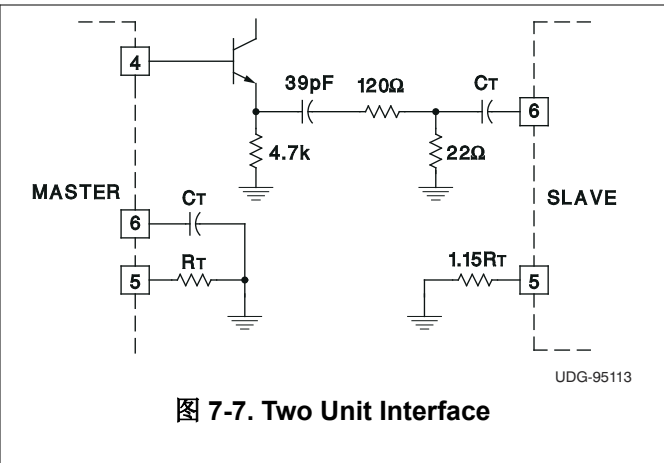 4
39pF
120Ω
CT
6
4.7k
22Ω
MASTER
SLAVE
CT
6
RT
5
1.15RT
5
UDG-95113
图 7-7. Two Unit Interface